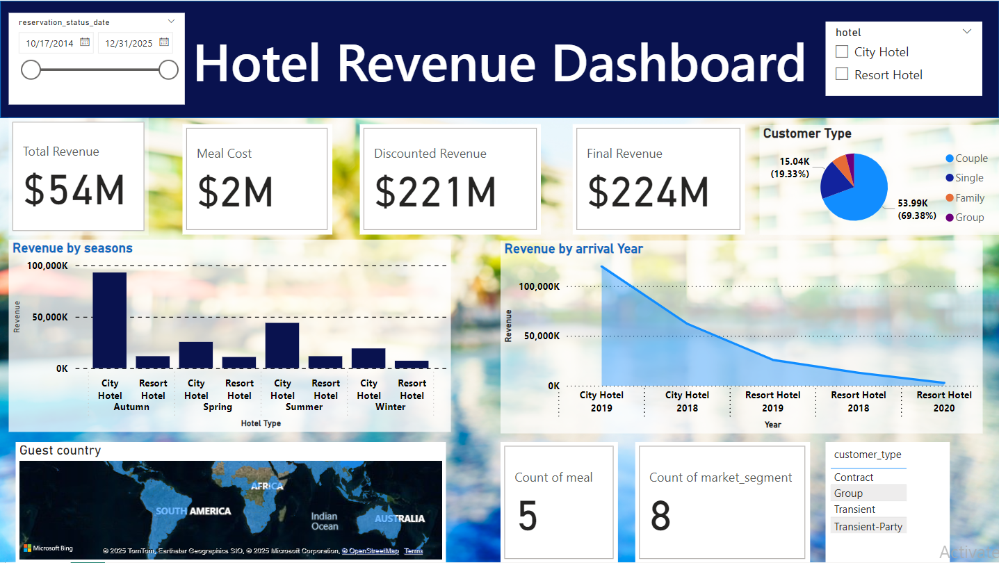 reservation_status_date
10/17/2014
12/31/2025
Hotel Revenue Dashboard
hotel
City Hotel
Resort Hotel
Total Revenue
$54M
Meal Cost
$2M
Discounted Revenue
$221M
Final Revenue
$224M
Customer Type
15.04K
(19.33%)
53.99K
(69.38%)
Couple
Single
Family
Group
Revenue by seasons
Revenue
100,000K
50,000K
0K
City
Hotel
Resort
Hotel
City
Hotel
Resort
Hotel
City
Hotel
Resort
Hotel
City
Hotel
Resort
Hotel
Autumn
Spring
Summer
Winter
Hotel Type
Revenue by arrival Year
Revenue
100,000K
50,000K
0K
City Hotel
2019
City Hotel
2018
Resort Hotel
2019
Resort Hotel
2018
Resort Hotel
2020
Year
Guest country
AFRICA
SOUTH AMERICA
Indian
Ocean
AUSTRALIA
Microsoft Bing
© 2025 TomTom, Earthstar Geographics SIO, © 2025 Microsoft Corporation, © OpenStreetMap Terms
Count of meal
5
Count of market_segment
8
customer_type
Contract
Group
Transient
Transient-Party
Activate